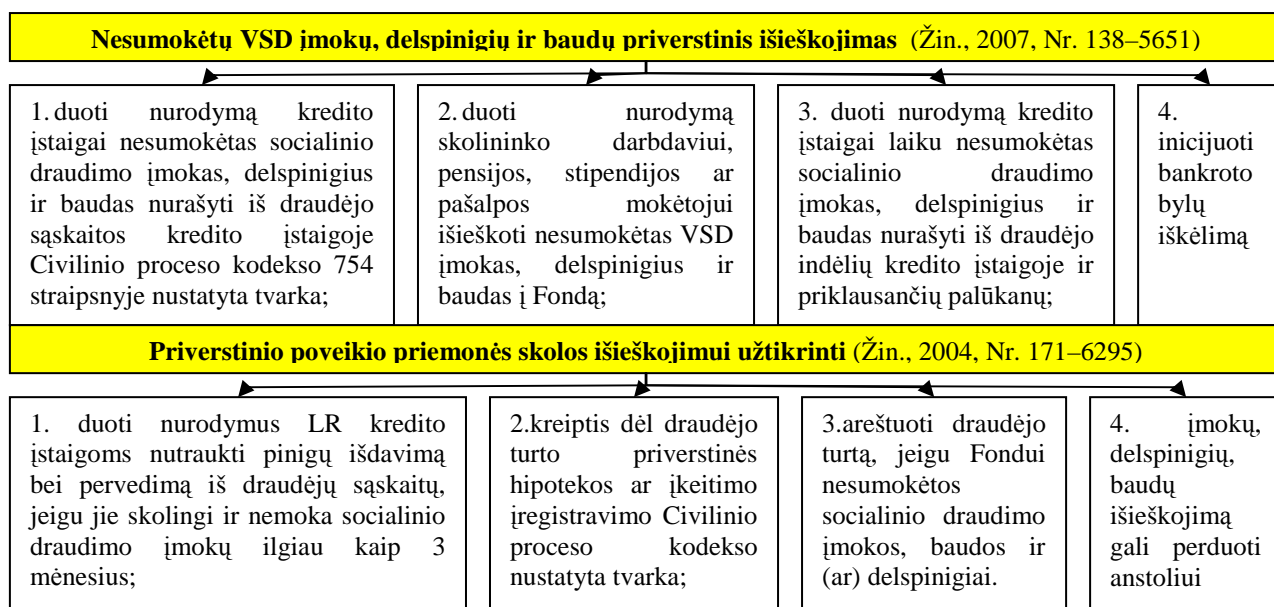 Nesumokėtų VSD įmokų, delspinigių ir baudų priverstinis išieškojimas (Žin., 2007, Nr. 138–5651)
1. duoti nurodymą kredito
įstaigai nesumokėtas socialinio
draudimo įmokas, delspinigius
ir baudas nurašyti iš draudėjo
sąskaitos kredito įstaigoje
Civilinio proceso kodekso 754
straipsnyje nustatyta tvarka;
2. duoti nurodymą
skolininko darbdaviui,
pensijos, stipendijos ar
pašalpos mokėtojui
išieškoti nesumokėtas VSD
įmokas, delspinigius ir
baudas į Fondą;
3. duoti nurodymą kredito
įstaigai laiku nesumokėtas
socialinio draudimo
įmokas, delspinigius ir
baudas nurašyti iš draudėjo
indėlių kredito įstaigoje ir
priklausančių palūkanų;
4.
inicijuoti
bankroto
bylų
iškėlimą
Priverstinio poveikio priemonės skolos išieškojimui užtikrinti (Žin., 2004, Nr. 171–6295)
1. duoti nurodymus LR kredito
įstaigoms nutraukti pinigų išdavimą
bei pervedimą iš draudėjų sąskaitų,
jeigu jie skolingi ir nemoka socialinio
draudimo įmokų ilgiau kaip 3
mėnesius;
2.kreiptis dėl draudėjo
turto priverstinės
hipotekos ar įkeitimo
įregistravimo Civilinio
proceso kodekso
nustatyta tvarka;
3.areštuoti draudėjo
turtą, jeigu Fondui
nesumokėtos
socialinio draudimo
įmokos, baudos ir
(ar) delspinigiai.
4. įmokų,
delspinigių,
baudų
išieškojimą
gali perduoti
anstoliui